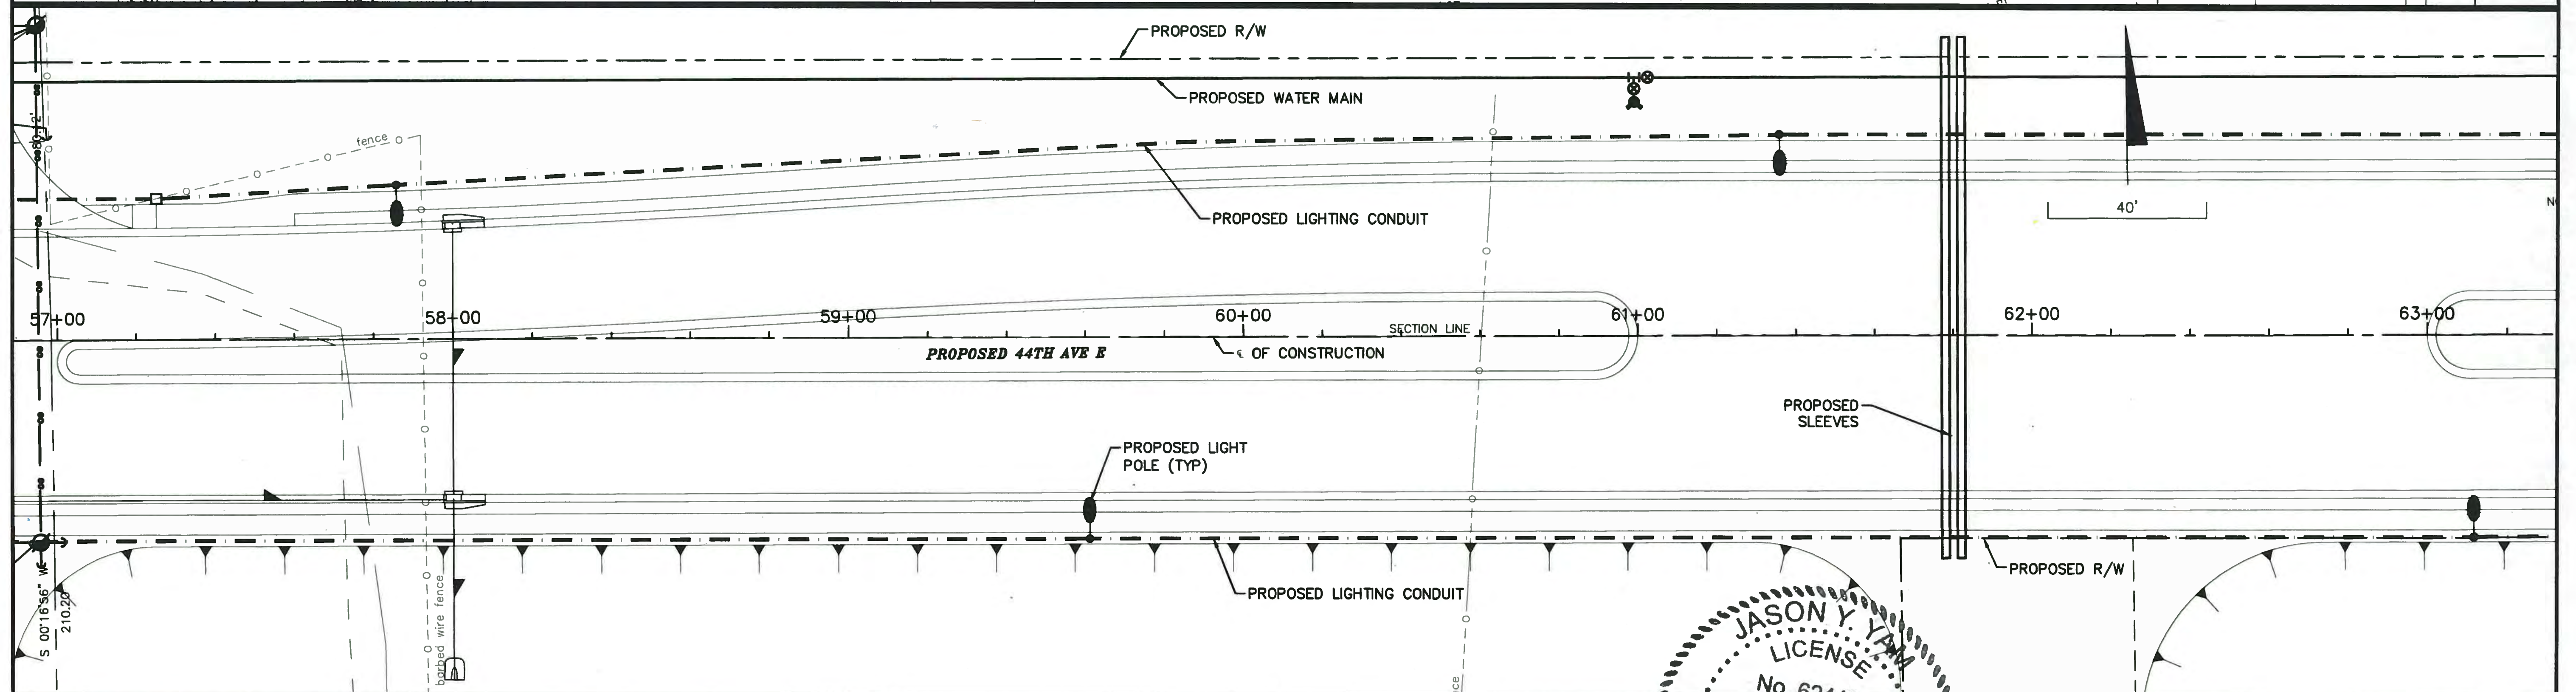 PROPOSED R/W
PROPOSED WATER MAIN
fence
PROPOSED LIGHTING CONDUIT
40'
57+00
58+00
59+00
60+00
61+00
62+00
63+00
SECTION LINE
PROPOSED 44TH AVE E
℄ OF CONSTRUCTION
PROPOSED
SLEEVES
PROPOSED LIGHT
POLE (TYP)
PROPOSED R/W
PROPOSED LIGHTING CONDUIT
S 00°16'56" W
210.20'
barbed wire fence
JASON Y. YAM
LICENSE
No.